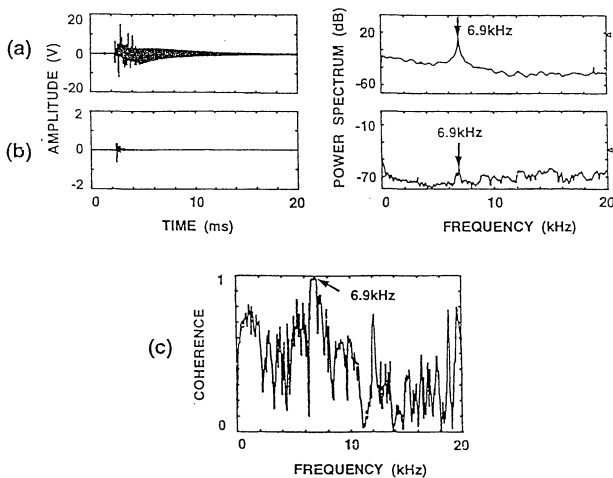 (a)
AMPLITUDE (V)
20
0
-20
POWER SPECTRUM (dB)
20
-60
6.9kHz
(b)
2
0
-2
0
10
20
TIME (ms)
-10
-70
6.9kHz
0
10
20
FREQUENCY (kHz)
(c)
COHERENCE
1
0
6.9kHz
0
10
20
FREQUENCY (kHz)